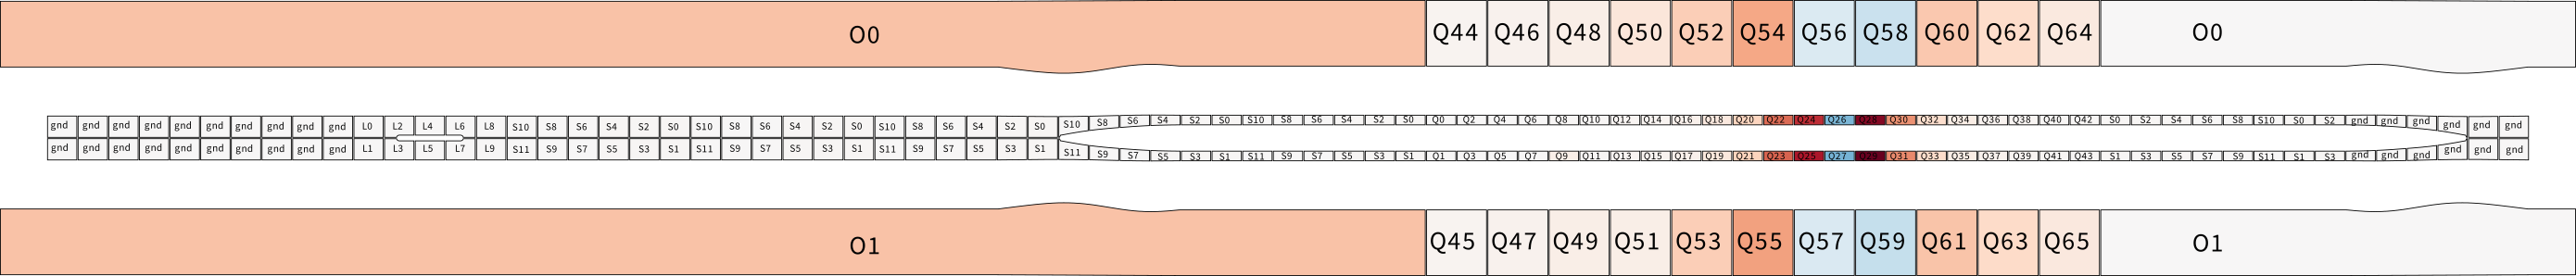 O0 Q44 Q46 Q48 Q50 Q52 Q54 Q56 Q58 Q60 Q62 Q64 O0
gnd gnd gnd gnd gnd gnd gnd gnd gnd gnd L0 L2 L4 L6 L8 S10 S8 S6 S4 S2 S0 S10 S8 S6 S4 S2 S0 S10 S8 S6 S4 S2 S0 S10 S8 S6 S4 S2 S0 S10 S8 S6 S4 S2 S0 Q0 Q2 Q4 Q6 Q8 Q10 Q12 Q14 Q16 Q18 Q20 Q22 Q24 Q26 Q28 Q30 Q32 Q34 Q36 Q38 Q40 Q42 S0 S2 S4 S6 S8 S10 S0 S2 gnd gnd gnd gnd gnd gnd
gnd gnd gnd gnd gnd gnd gnd gnd gnd gnd L1 L3 L5 L7 L9 S11 S9 S7 S5 S3 S1 S11 S9 S7 S5 S3 S1 S11 S9 S7 S5 S3 S1 S11 S9 S7 S5 S3 S1 S11 S9 S7 S5 S3 S1 Q1 Q3 Q5 Q7 Q9 Q11 Q13 Q15 Q17 Q19 Q21 Q23 Q25 Q27 Q29 Q31 Q33 Q35 Q37 Q39 Q41 Q43 S1 S3 S5 S7 S9 S11 S1 S3 gnd gnd gnd gnd gnd gnd
O1 Q45 Q47 Q49 Q51 Q53 Q55 Q57 Q59 Q61 Q63 Q65 O1